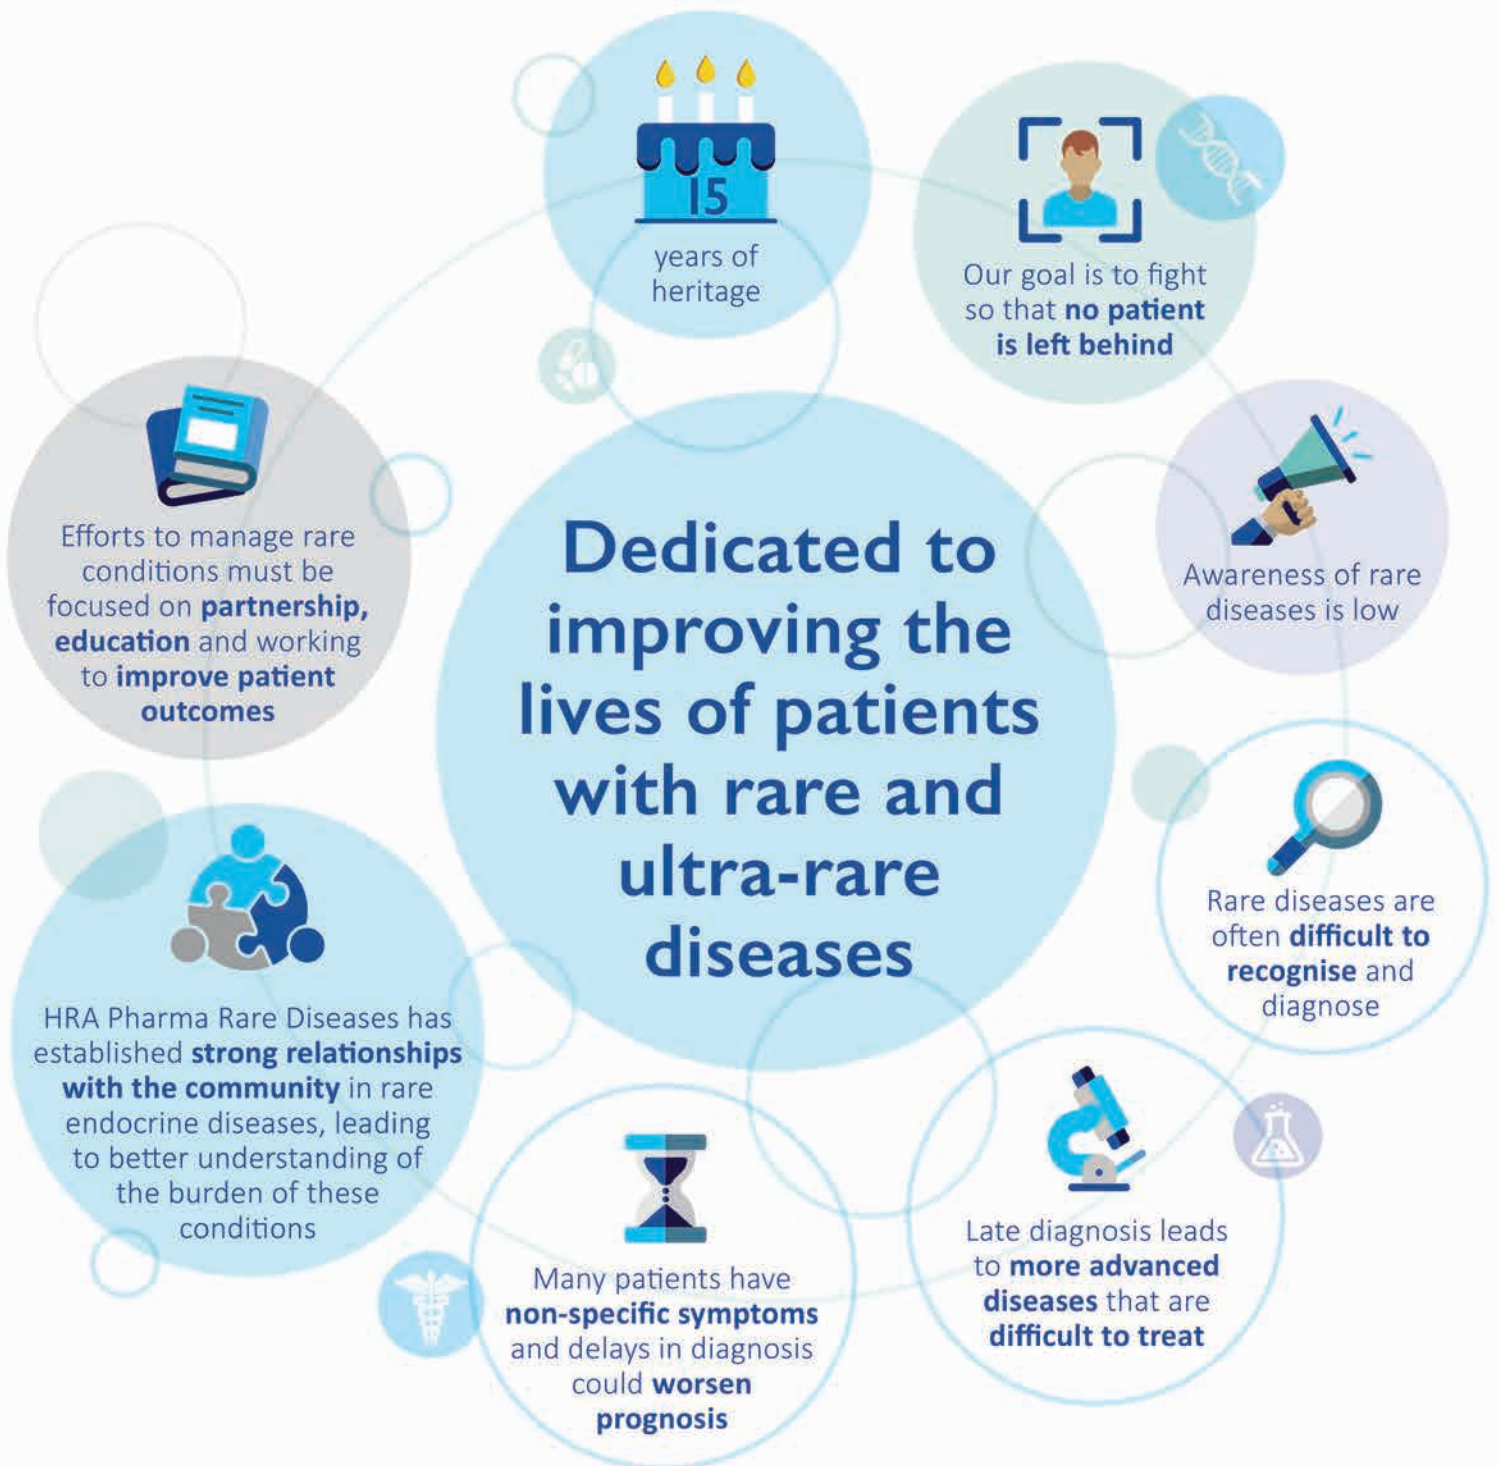 15
years of
heritage
Our goal is to fight
so that no patient
is left behind
Awareness of rare
diseases is low
Rare diseases are
often difficult to
recognise and
diagnose
Late diagnosis leads
to more advanced
diseases that are
difficult to treat
Many patients have
non-specific symptoms
and delays in diagnosis
could worsen
prognosis
HRA Pharma Rare Diseases has
established strong relationships
with the community in rare
endocrine diseases, leading
to better understanding of
the burden of these
conditions
Efforts to manage rare
conditions must be
focused on partnership,
education and working
to improve patient
outcomes
Dedicated to
improving the
lives of patients
with rare and
ultra-rare
diseases